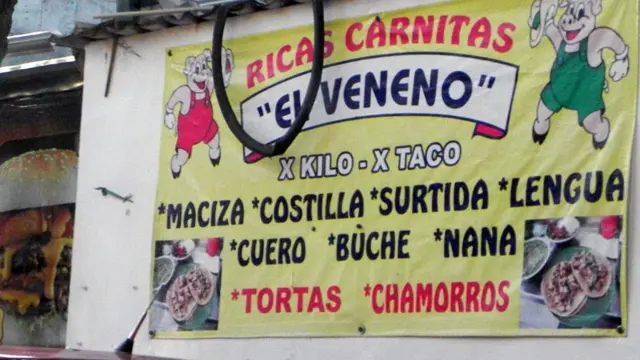 RICAS CARNITAS
"EL VENENO"
X KILO - X TACO
*MACIZA *COSTILLA *SURTIDA *LENGUA
*CUERO *BUCHE *NANA
*TORTAS *CHAMORROS